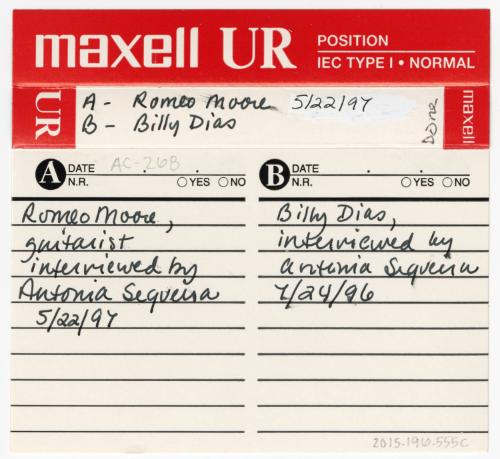 maxell UR
POSITION
IEC TYPE I • NORMAL
UR
A - Romeo Moore 5/22/97
B - Billy Dias
Done
maxell
A DATE AC-268 . .
N.R. ○YES ○NO
Romeo Moore,
guitarist
interviewed by
Antonia Sequeira
5/22/97
B DATE . .
N.R. ○YES ○NO
Billy Dias,
interviewed by
Antonia Sequeira
7/24/96
2015.196.555c